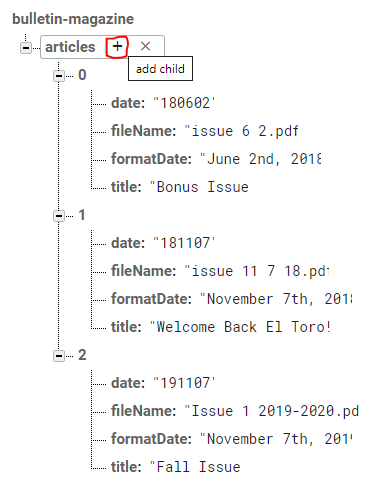 bulletin-magazine
articles + ×
add child
0
date: "180602"
fileName: "issue 6 2.pdf
formatDate: "June 2nd, 2018
title: "Bonus Issue
1
date: "181107"
fileName: "issue 11 7 18.pdf
formatDate: "November 7th, 2018
title: "Welcome Back El Toro!
2
date: "191107"
fileName: "Issue 1 2019-2020.pd
formatDate: "November 7th, 2019
title: "Fall Issue